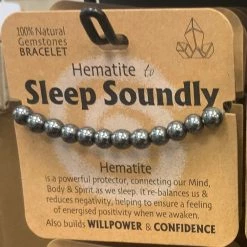 100% Natural
Gemstones
BRACELET
Hematite to
Sleep Soundly
Hematite
is a powerful protector, connecting our Mind,
Body & Spirit as we sleep. It re-balances us &
reduces negativity, helping to ensure a feeling
of energised positivity when we awaken.
Also builds WILLPOWER & CONFIDENCE